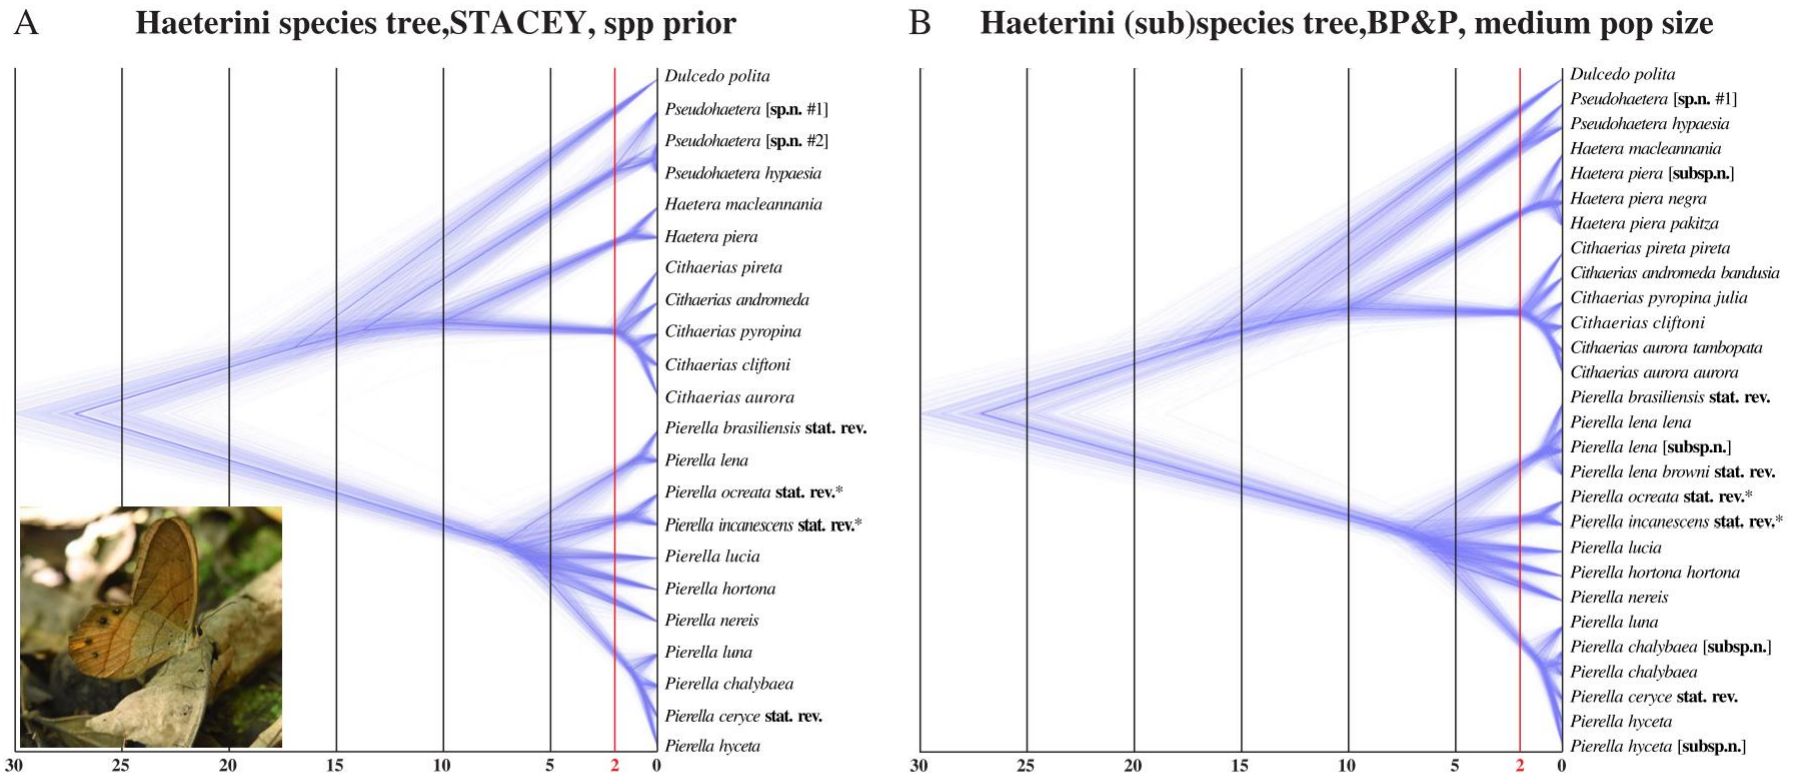 A
Haeterini species tree,STACEY, spp prior
Dulcedo polita
Pseudohaetera [sp.n. #1]
Pseudohaetera [sp.n. #2]
Pseudohaetera hypaesia
Haetera macleannania
Haetera piera
Cithaerias pireta
Cithaerias andromeda
Cithaerias pyropina
Cithaerias cliftoni
Cithaerias aurora
Pierella brasiliensis stat. rev.
Pierella lena
Pierella ocreata stat. rev.*
Pierella incanescens stat. rev.*
Pierella lucia
Pierella hortona
Pierella nereis
Pierella luna
Pierella chalybaea
Pierella ceryce stat. rev.
Pierella hyceta
30 25 20 15 10 5 2 0
B
Haeterini (sub)species tree,BP&P, medium pop size
Dulcedo polita
Pseudohaetera [sp.n. #1]
Pseudohaetera hypaesia
Haetera macleannania
Haetera piera [subsp.n.]
Haetera piera negra
Haetera piera pakitza
Cithaerias pireta pireta
Cithaerias andromeda bandusia
Cithaerias pyropina julia
Cithaerias cliftoni
Cithaerias aurora tambopata
Cithaerias aurora aurora
Pierella brasiliensis stat. rev.
Pierella lena lena
Pierella lena [subsp.n.]
Pierella lena browni stat. rev.
Pierella ocreata stat. rev.*
Pierella incanescens stat. rev.*
Pierella lucia
Pierella hortona hortona
Pierella nereis
Pierella luna
Pierella chalybaea [subsp.n.]
Pierella chalybaea
Pierella ceryce stat. rev.
Pierella hyceta
Pierella hyceta [subsp.n.]
30 25 20 15 10 5 2 0